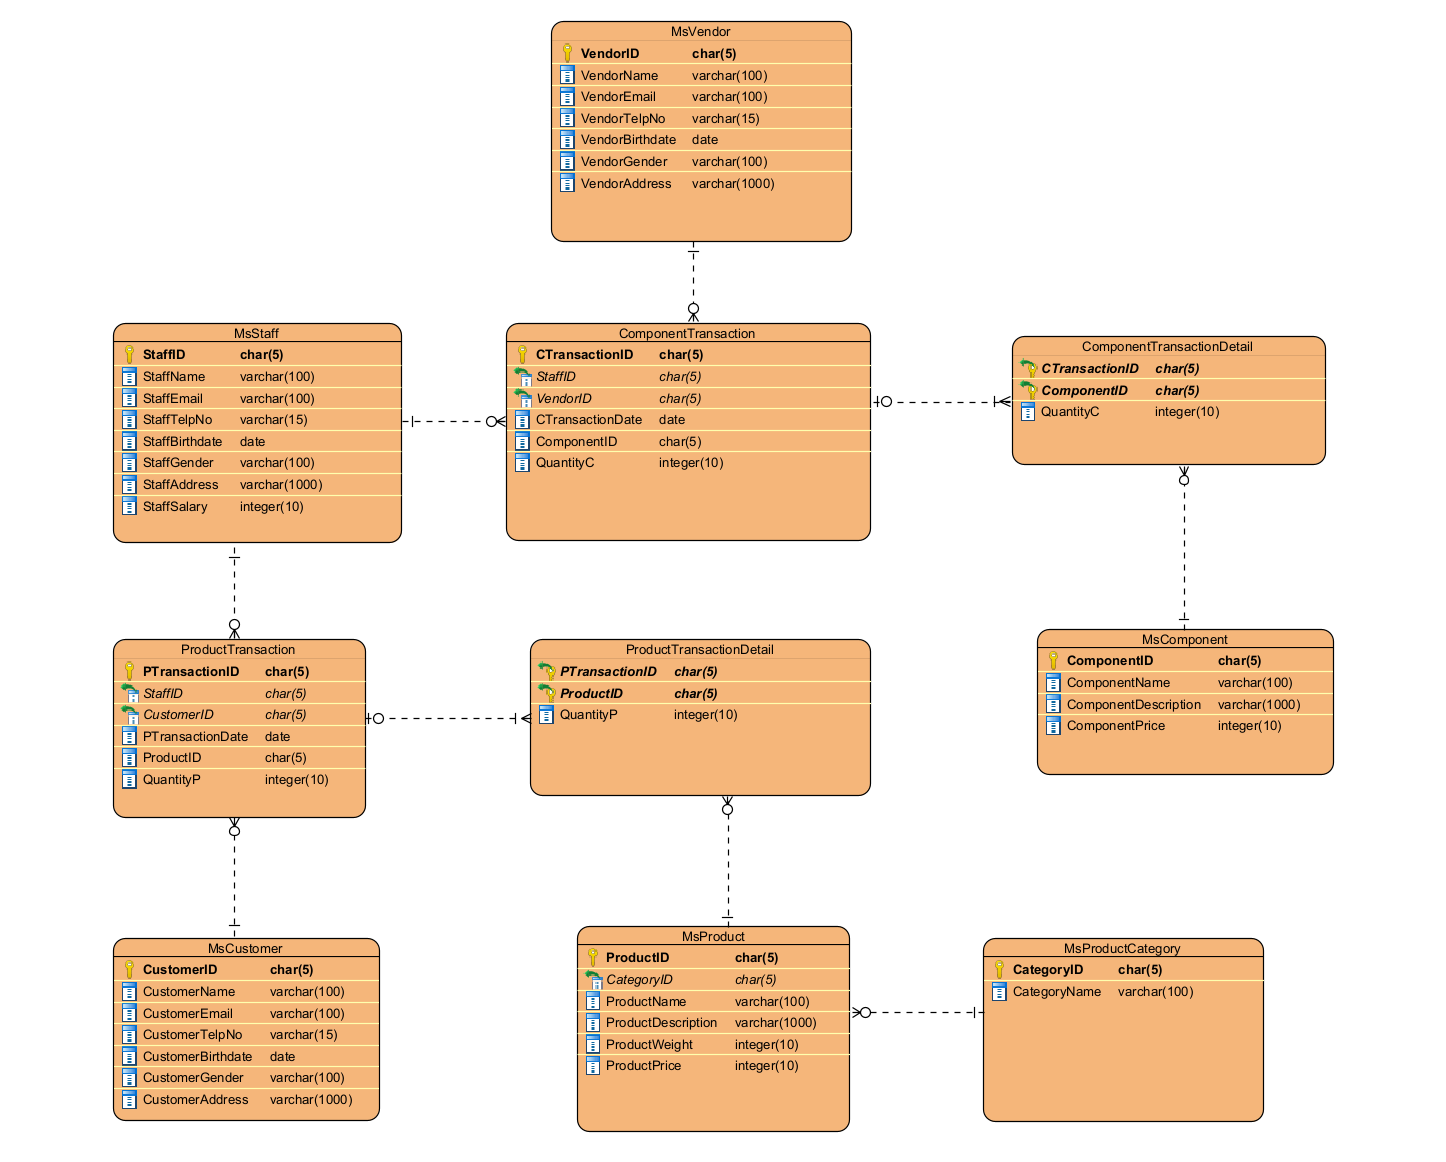 MsVendor
VendorID char(5)
VendorName varchar(100)
VendorEmail varchar(100)
VendorTelpNo varchar(15)
VendorBirthdate date
VendorGender varchar(100)
VendorAddress varchar(1000)
MsStaff
StaffID char(5)
StaffName varchar(100)
StaffEmail varchar(100)
StaffTelpNo varchar(15)
StaffBirthdate date
StaffGender varchar(100)
StaffAddress varchar(1000)
StaffSalary integer(10)
ComponentTransaction
CTransactionID char(5)
StaffID char(5)
VendorID char(5)
CTransactionDate date
ComponentID char(5)
QuantityC integer(10)
ComponentTransactionDetail
CTransactionID char(5)
ComponentID char(5)
QuantityC integer(10)
ProductTransaction
PTransactionID char(5)
StaffID char(5)
CustomerID char(5)
PTransactionDate date
ProductID char(5)
QuantityP integer(10)
ProductTransactionDetail
PTransactionID char(5)
ProductID char(5)
QuantityP integer(10)
MsComponent
ComponentID char(5)
ComponentName varchar(100)
ComponentDescription varchar(1000)
ComponentPrice integer(10)
MsCustomer
CustomerID char(5)
CustomerName varchar(100)
CustomerEmail varchar(100)
CustomerTelpNo varchar(15)
CustomerBirthdate date
CustomerGender varchar(100)
CustomerAddress varchar(1000)
MsProduct
ProductID char(5)
CategoryID char(5)
ProductName varchar(100)
ProductDescription varchar(1000)
ProductWeight integer(10)
ProductPrice integer(10)
MsProductCategory
CategoryID char(5)
CategoryName varchar(100)